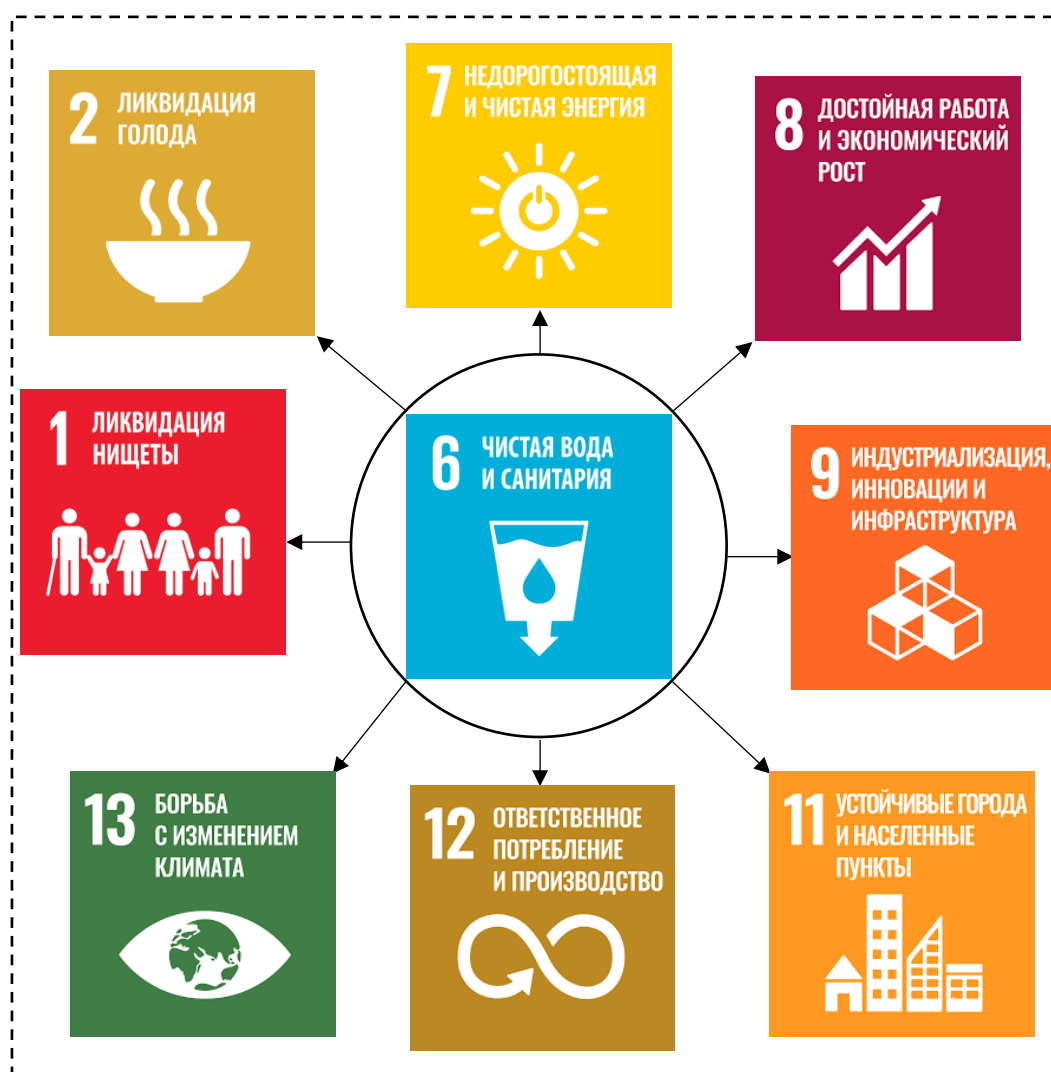 2 ЛИКВИДАЦИЯ
ГОЛОДА
7 НЕДОРОГОСТОЯЩАЯ
И ЧИСТАЯ ЭНЕРГИЯ
8 ДОСТОЙНАЯ РАБОТА
И ЭКОНОМИЧЕСКИЙ
РОСТ
1 ЛИКВИДАЦИЯ
НИЩЕТЫ
6 ЧИСТАЯ ВОДА
И САНИТАРИЯ
9 ИНДУСТРИАЛИЗАЦИЯ,
ИННОВАЦИИ И
ИНФРАСТРУКТУРА
13 БОРЬБА
С ИЗМЕНЕНИЕМ
КЛИМАТА
12 ОТВЕТСТВЕННОЕ
ПОТРЕБЛЕНИЕ
И ПРОИЗВОДСТВО
11 УСТОЙЧИВЫЕ ГОРОДА
И НАСЕЛЕННЫЕ
ПУНКТЫ